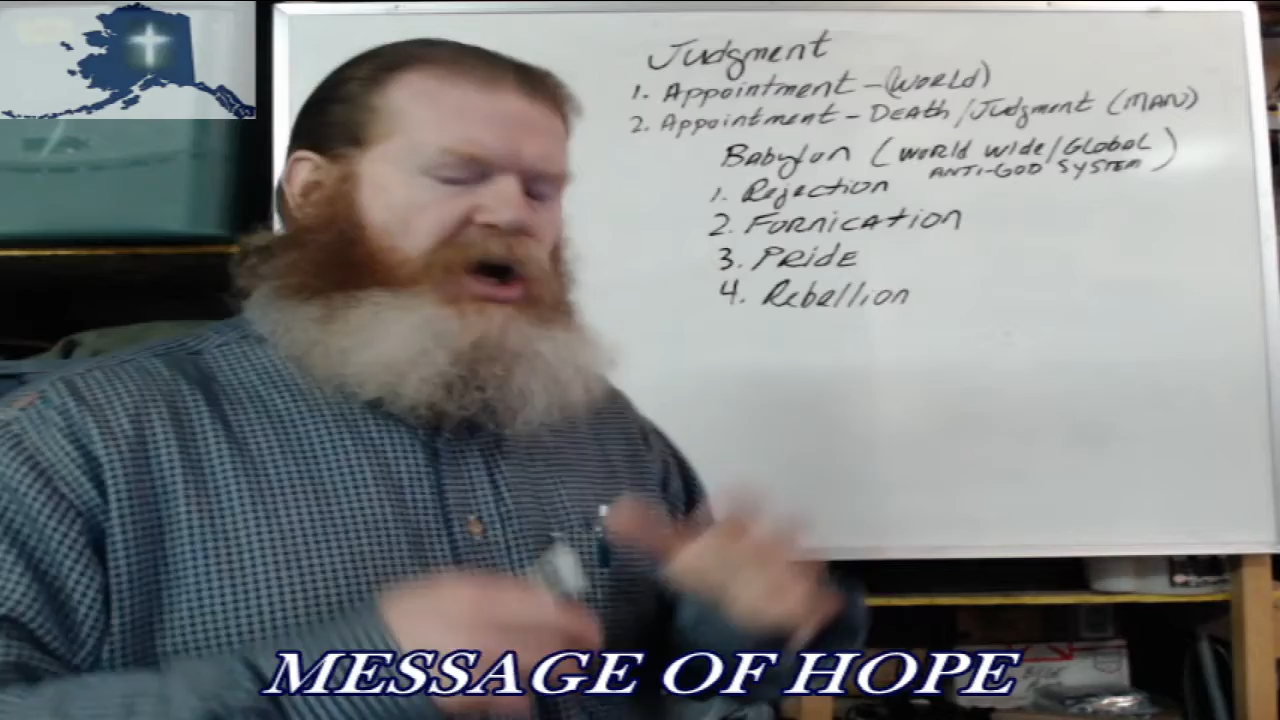 Judgment
1. Appointment - (WORLD)
2. Appointment - DEATH/Judgment (MAN)
Babylon (WORLD WIDE/GLOBAL
ANTI-GOD SYSTEM)
1. Rejection
2. FORNICATION
3. PRIDE
4. Rebellion
MESSAGE OF HOPE